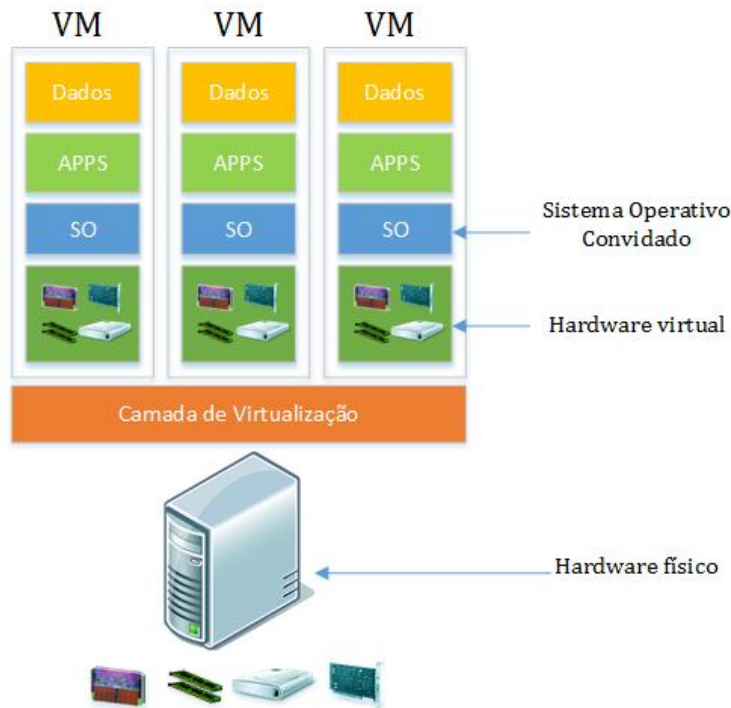 VM VM VM
Dados Dados Dados
APPS APPS APPS
SO SO SO
Sistema Operativo
Convidado
Hardware virtual
Camada de Virtualização
Hardware físico